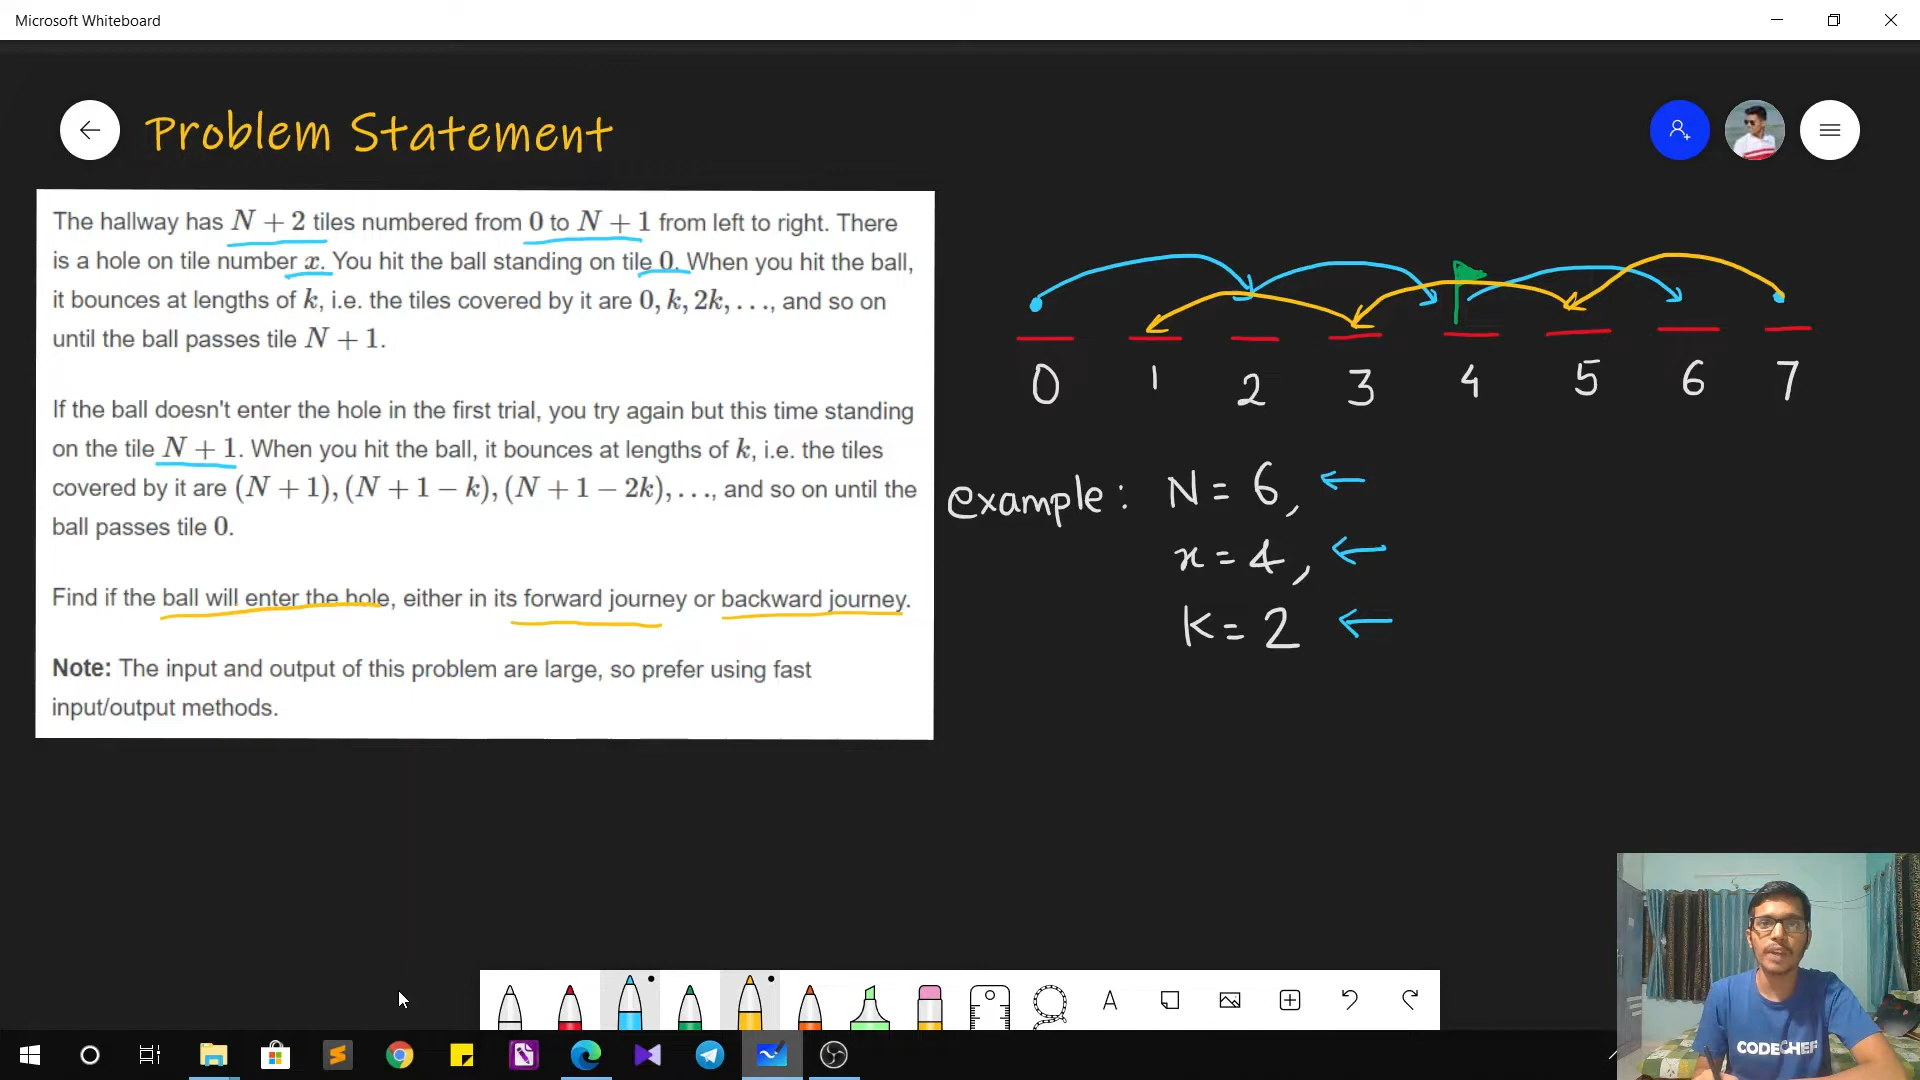 Microsoft Whiteboard
Problem Statement
The hallway has N + 2 tiles numbered from 0 to N + 1 from left to right. There
is a hole on tile number x. You hit the ball standing on tile 0. When you hit the ball,
it bounces at lengths of k, i.e. the tiles covered by it are 0, k, 2k, . . ., and so on
until the ball passes tile N + 1.
If the ball doesn't enter the hole in the first trial, you try again but this time standing
on the tile N + 1. When you hit the ball, it bounces at lengths of k, i.e. the tiles
covered by it are (N + 1), (N + 1 − k), (N + 1 − 2k), . . ., and so on until the
ball passes tile 0.
Find if the ball will enter the hole, either in its forward journey or backward journey.
Note: The input and output of this problem are large, so prefer using fast
input/output methods.
0 1 2 3 4 5 6 7
example: N = 6, ←
x = 4, ←
K = 2 ←
A
CODECHEF